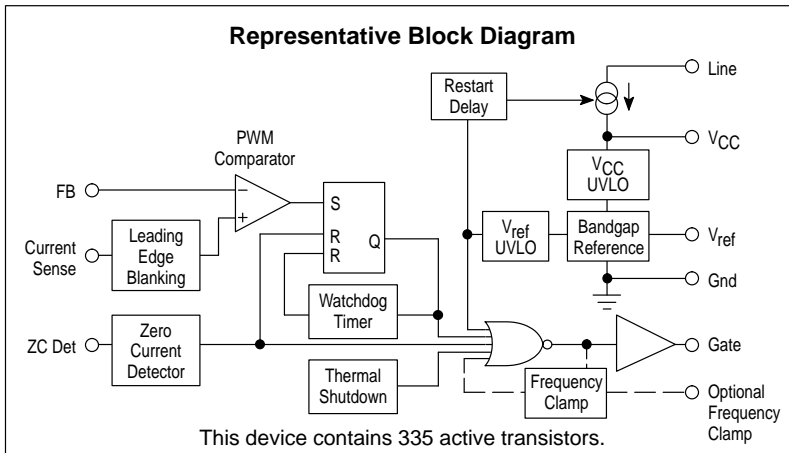 Representative Block Diagram
Line
Restart
Delay
PWM
Comparator
VCC
VCC
UVLO
FB
−
+
S
R
R
Q
Vref
UVLO
Bandgap
Reference
Vref
Current
Sense
Leading
Edge
Blanking
Gnd
Watchdog
Timer
ZC Det
Zero
Current
Detector
Gate
Thermal
Shutdown
Frequency
Clamp
Optional
Frequency
Clamp
This device contains 335 active transistors.